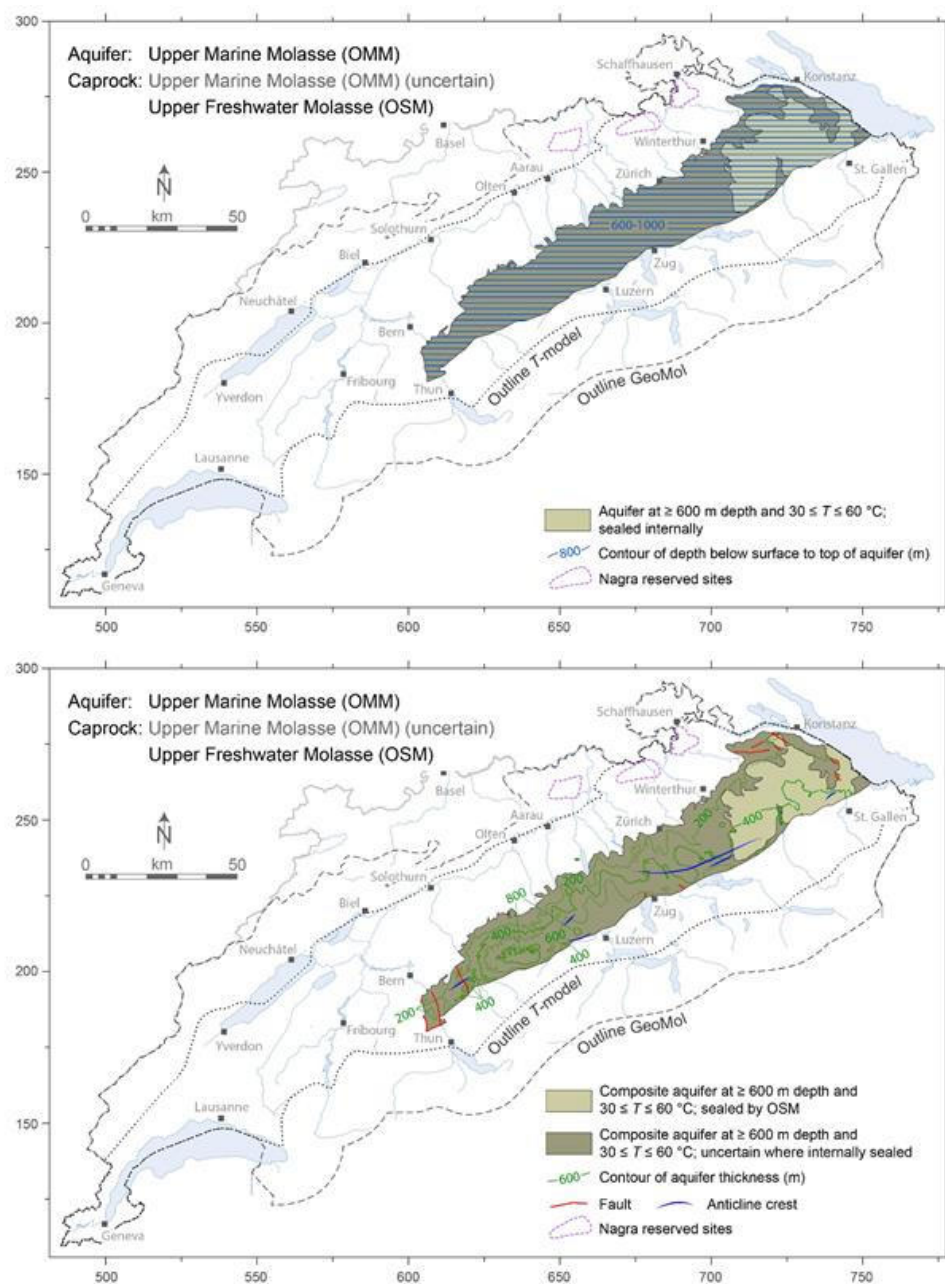 300
250
200
150
500
550
600
650
700
750
Aquifer: Upper Marine Molasse (OMM)
Caprock: Upper Marine Molasse (OMM) (uncertain)
Upper Freshwater Molasse (OSM)
N
0 km 50
Schaffhausen
Konstanz
Basel
Winterthur
Aarau
St. Gallen
Olten
Zürich
Solothurn
600-1000
Biel
Zug
Neuchâtel
Luzern
Bern
Fribourg
Thun
Yverdon
Outline T-model
Outline GeoMol
Lausanne
Geneva
Aquifer at ≥ 600 m depth and 30 ≤ T ≤ 60 °C;
sealed internally
800 Contour of depth below surface to top of aquifer (m)
Nagra reserved sites
300
250
200
150
500
550
600
650
700
750
Aquifer: Upper Marine Molasse (OMM)
Caprock: Upper Marine Molasse (OMM) (uncertain)
Upper Freshwater Molasse (OSM)
N
0 km 50
Schaffhausen
Konstanz
Basel
Winterthur
Aarau
200
400
St. Gallen
Olten
Zürich
Solothurn
800
Biel
Zug
400
600
Neuchâtel
Luzern
400
Bern
400
200
Fribourg
Thun
Yverdon
Outline T-model
Outline GeoMol
Lausanne
Geneva
Composite aquifer at ≥ 600 m depth and
30 ≤ T ≤ 60 °C; sealed by OSM
Composite aquifer at ≥ 600 m depth and
30 ≤ T ≤ 60 °C; uncertain where internally sealed
600 Contour of aquifer thickness (m)
Fault Anticline crest
Nagra reserved sites